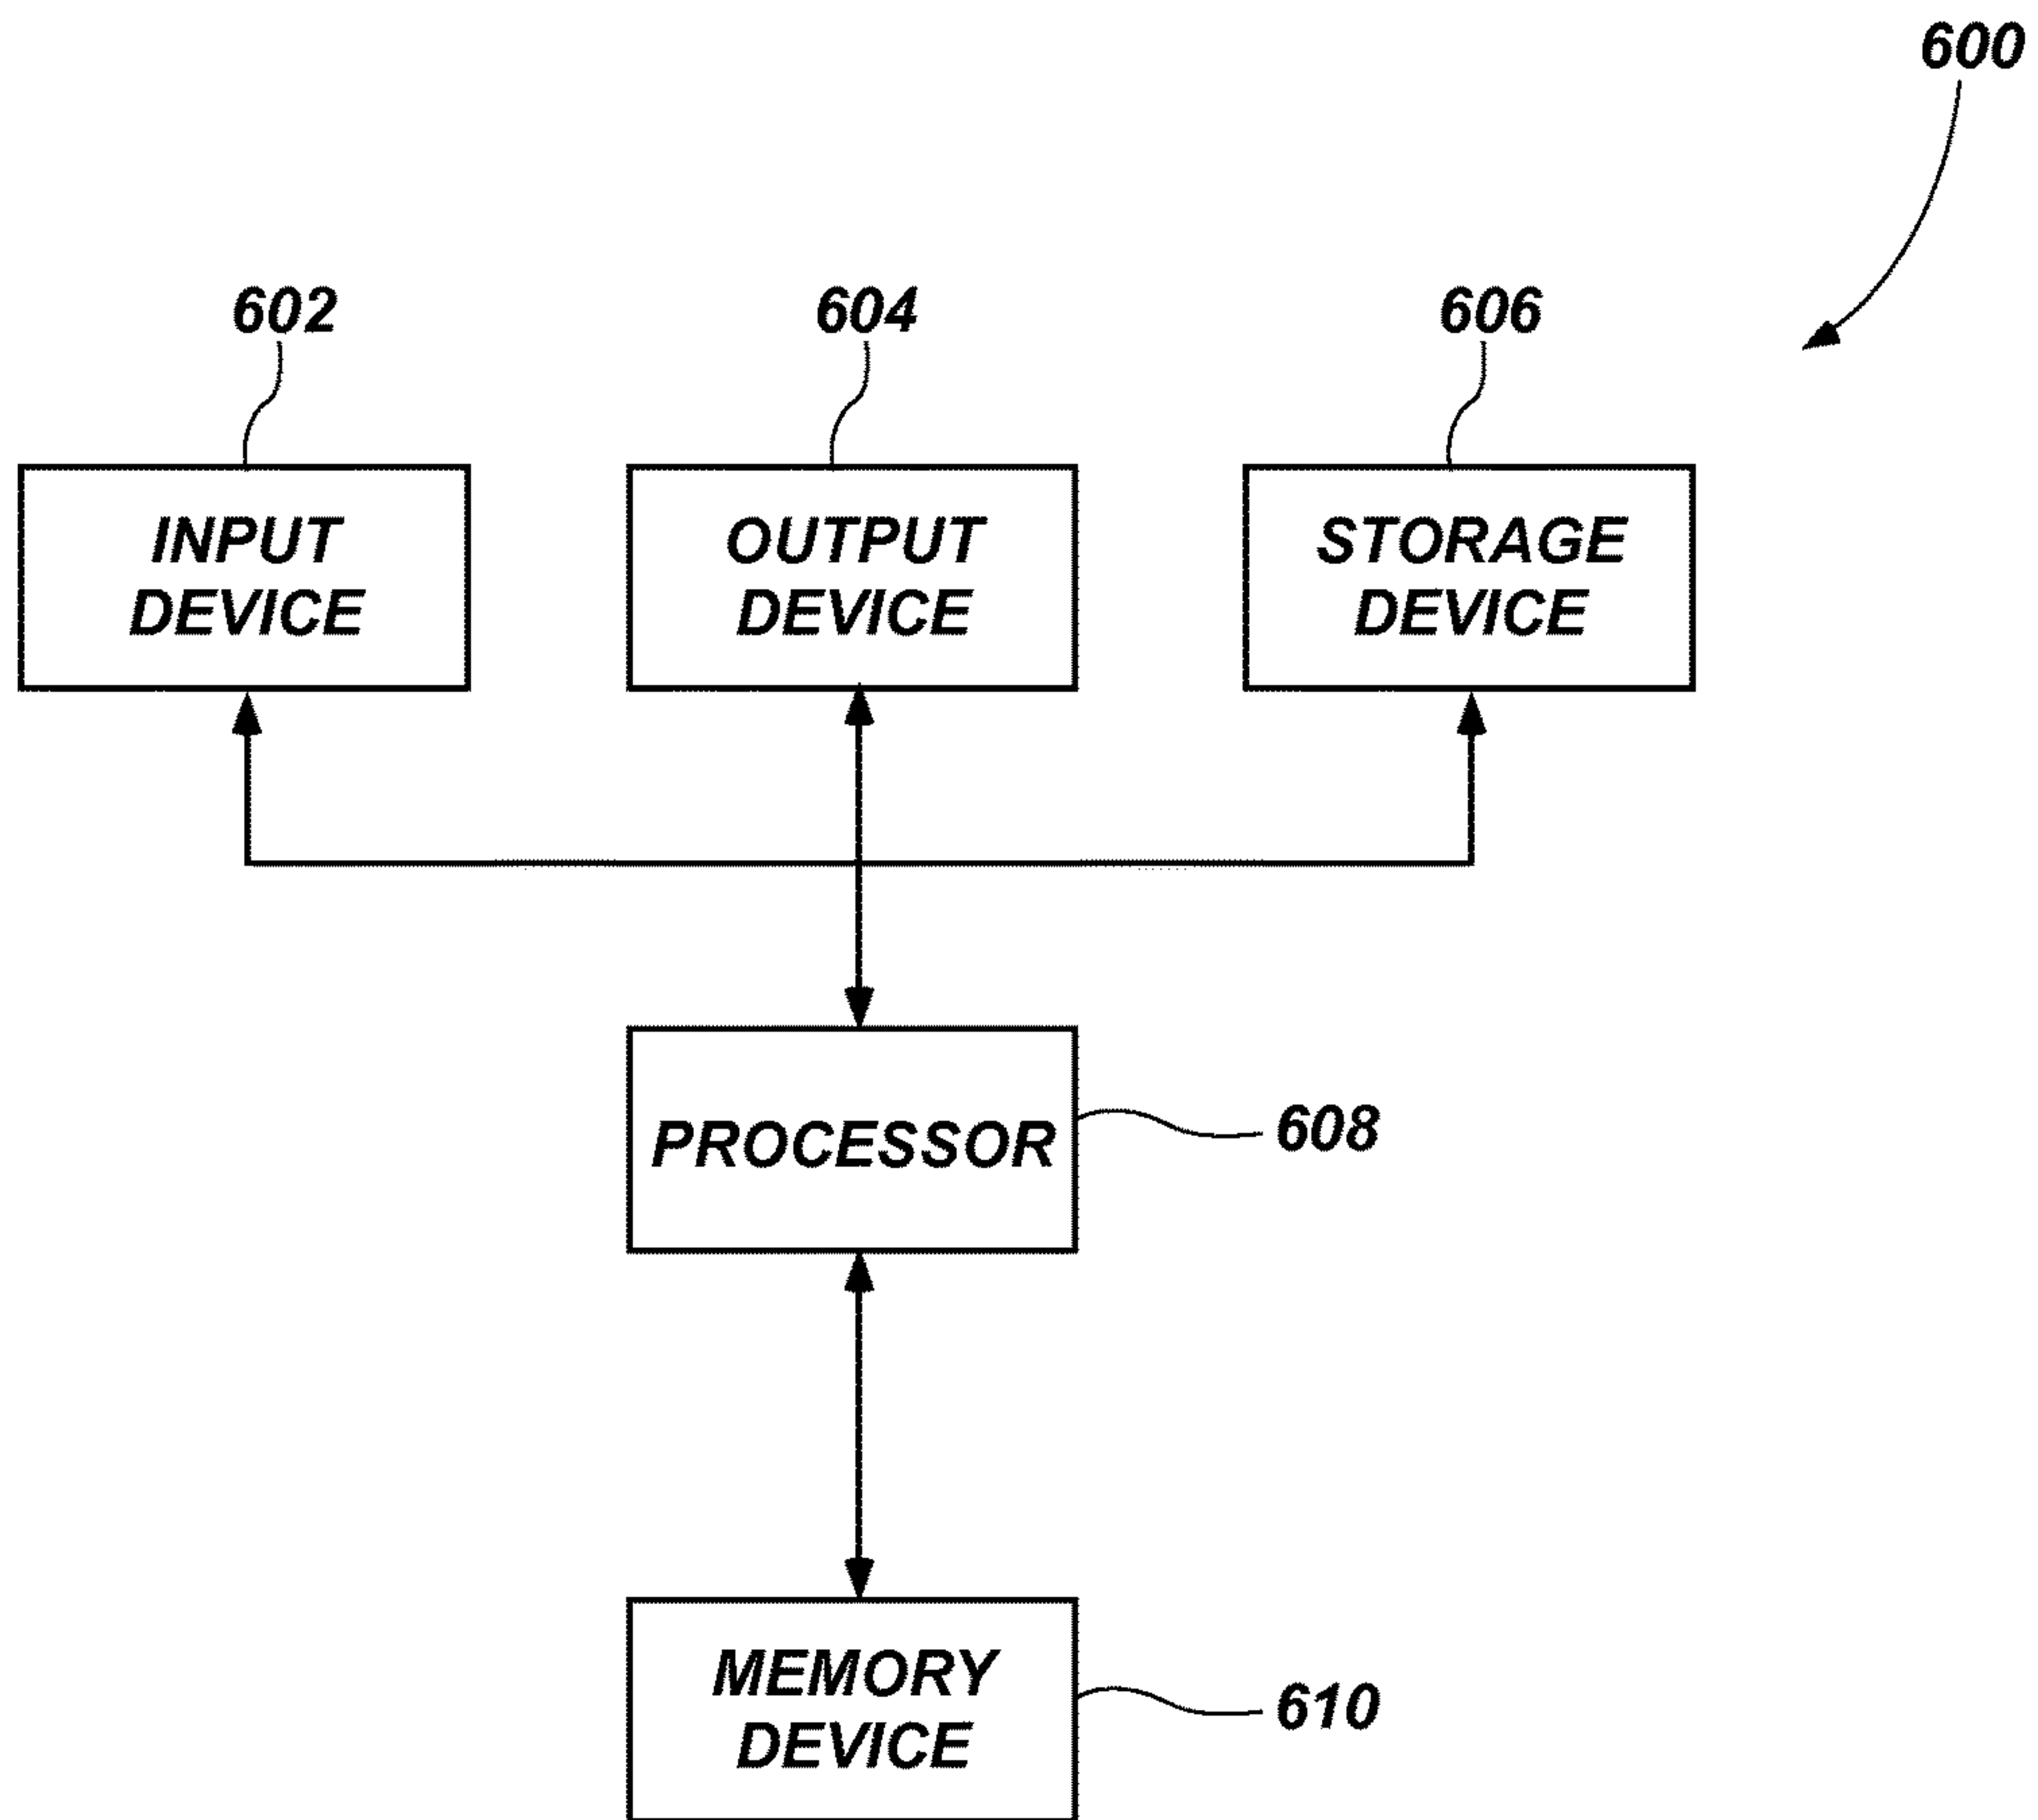 600
602
604
606
INPUT
DEVICE
OUTPUT
DEVICE
STORAGE
DEVICE
PROCESSOR
608
MEMORY
DEVICE
610